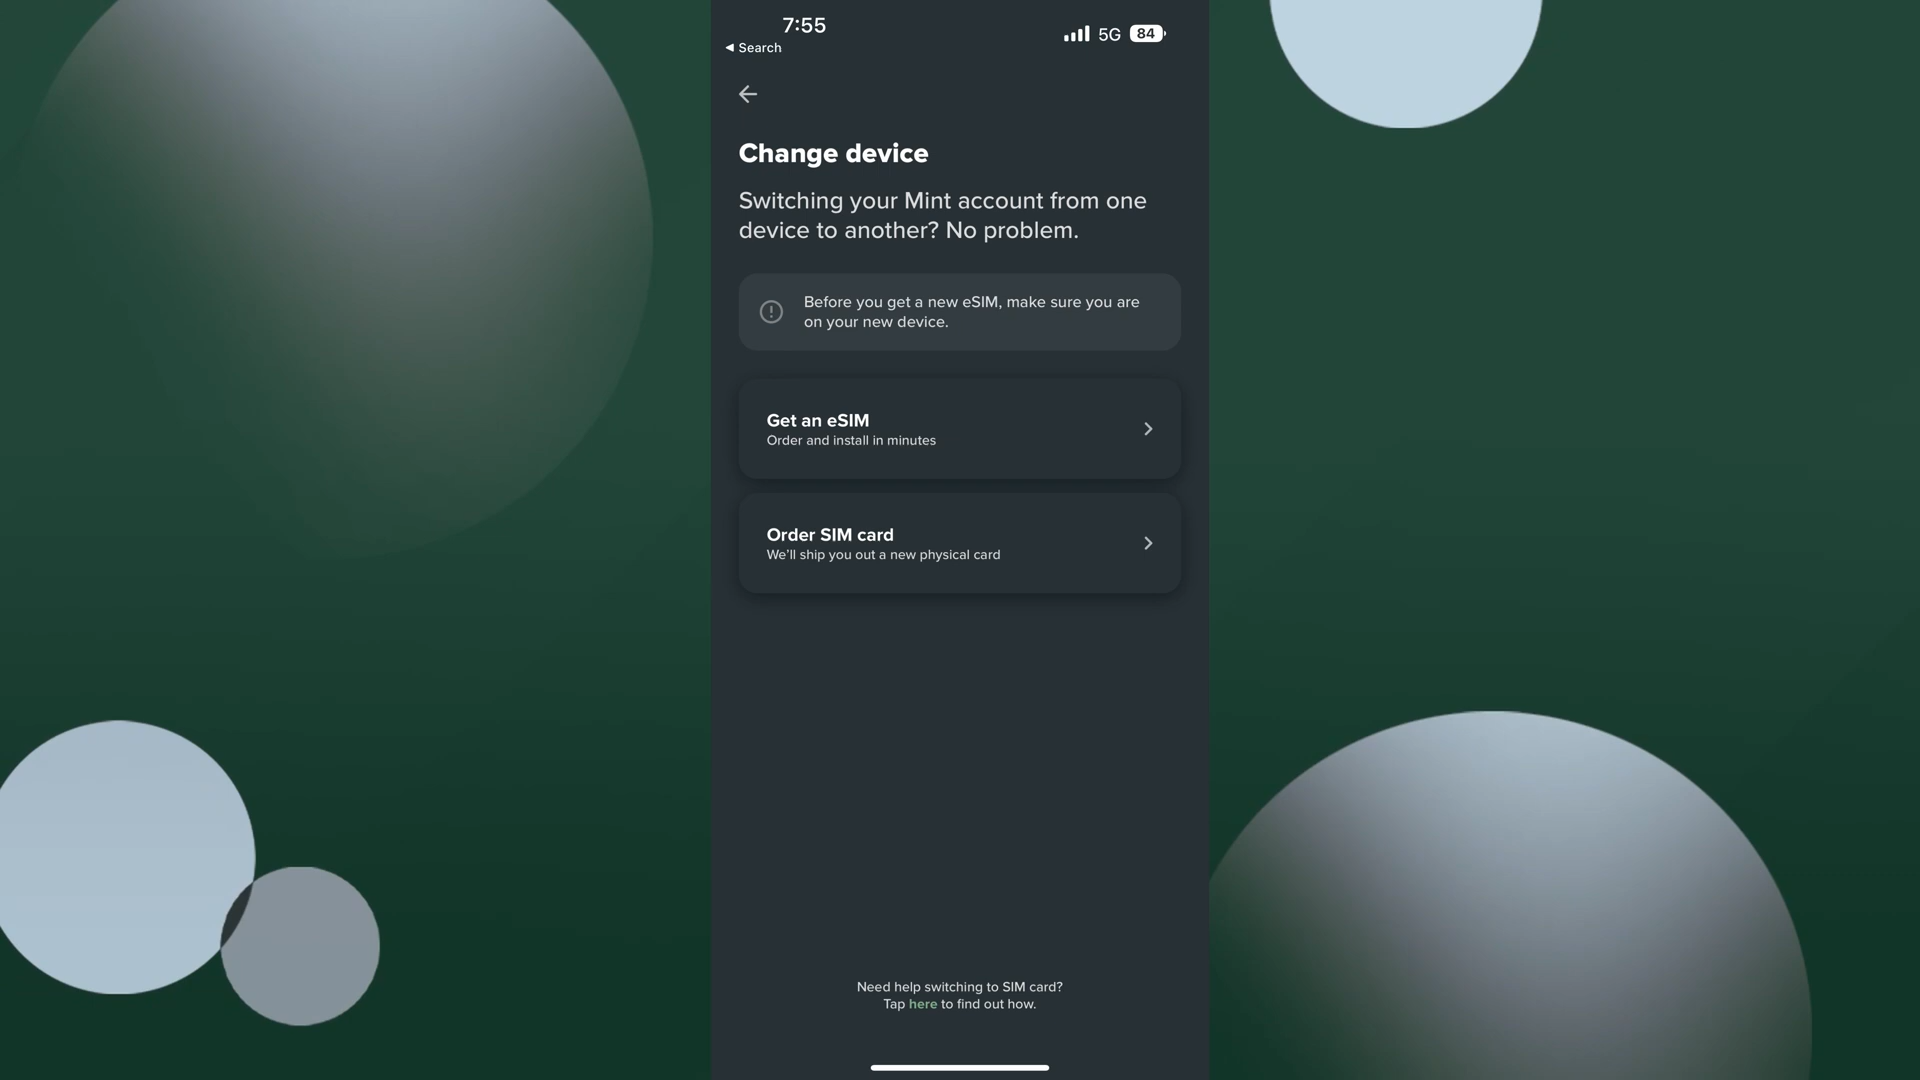 7:55
5G
84
◀ Search
Change device
Switching your Mint account from one
device to another? No problem.
Before you get a new eSIM, make sure you are
on your new device.
Get an eSIM
Order and install in minutes
Order SIM card
We'll ship you out a new physical card
Need help switching to SIM card?
Tap here to find out how.